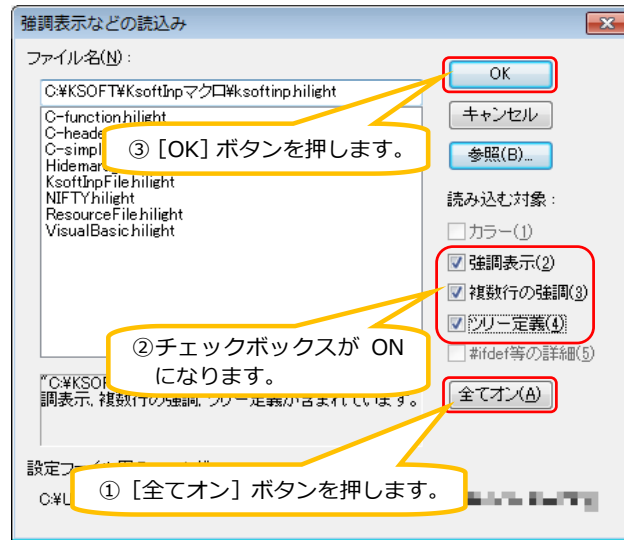 強調表示などの読込み
ファイル名(N):
C:¥KSOFT¥KsoftInpマクロ¥ksoftinp.hilight
C-function.hilight
C-heade
C-simpl
Hidemar
KsoftInpFile.hilight
NIFTY.hilight
ResourceFile.hilight
VisualBasic.hilight
③［OK］ボタンを押します。
OK
キャンセル
参照(B)...
読み込む対象:
カラー(1)
強調表示(2)
複数行の強調(3)
ツリー定義(4)
#ifdef等の詳細(5)
全てオン(A)
②チェックボックスが ON
になります。
"C:¥KSOF
調表示, 複数行の強調, ツリー定義が含まれています。
設定フ
①［全てオン］ボタンを押します。
C:¥U